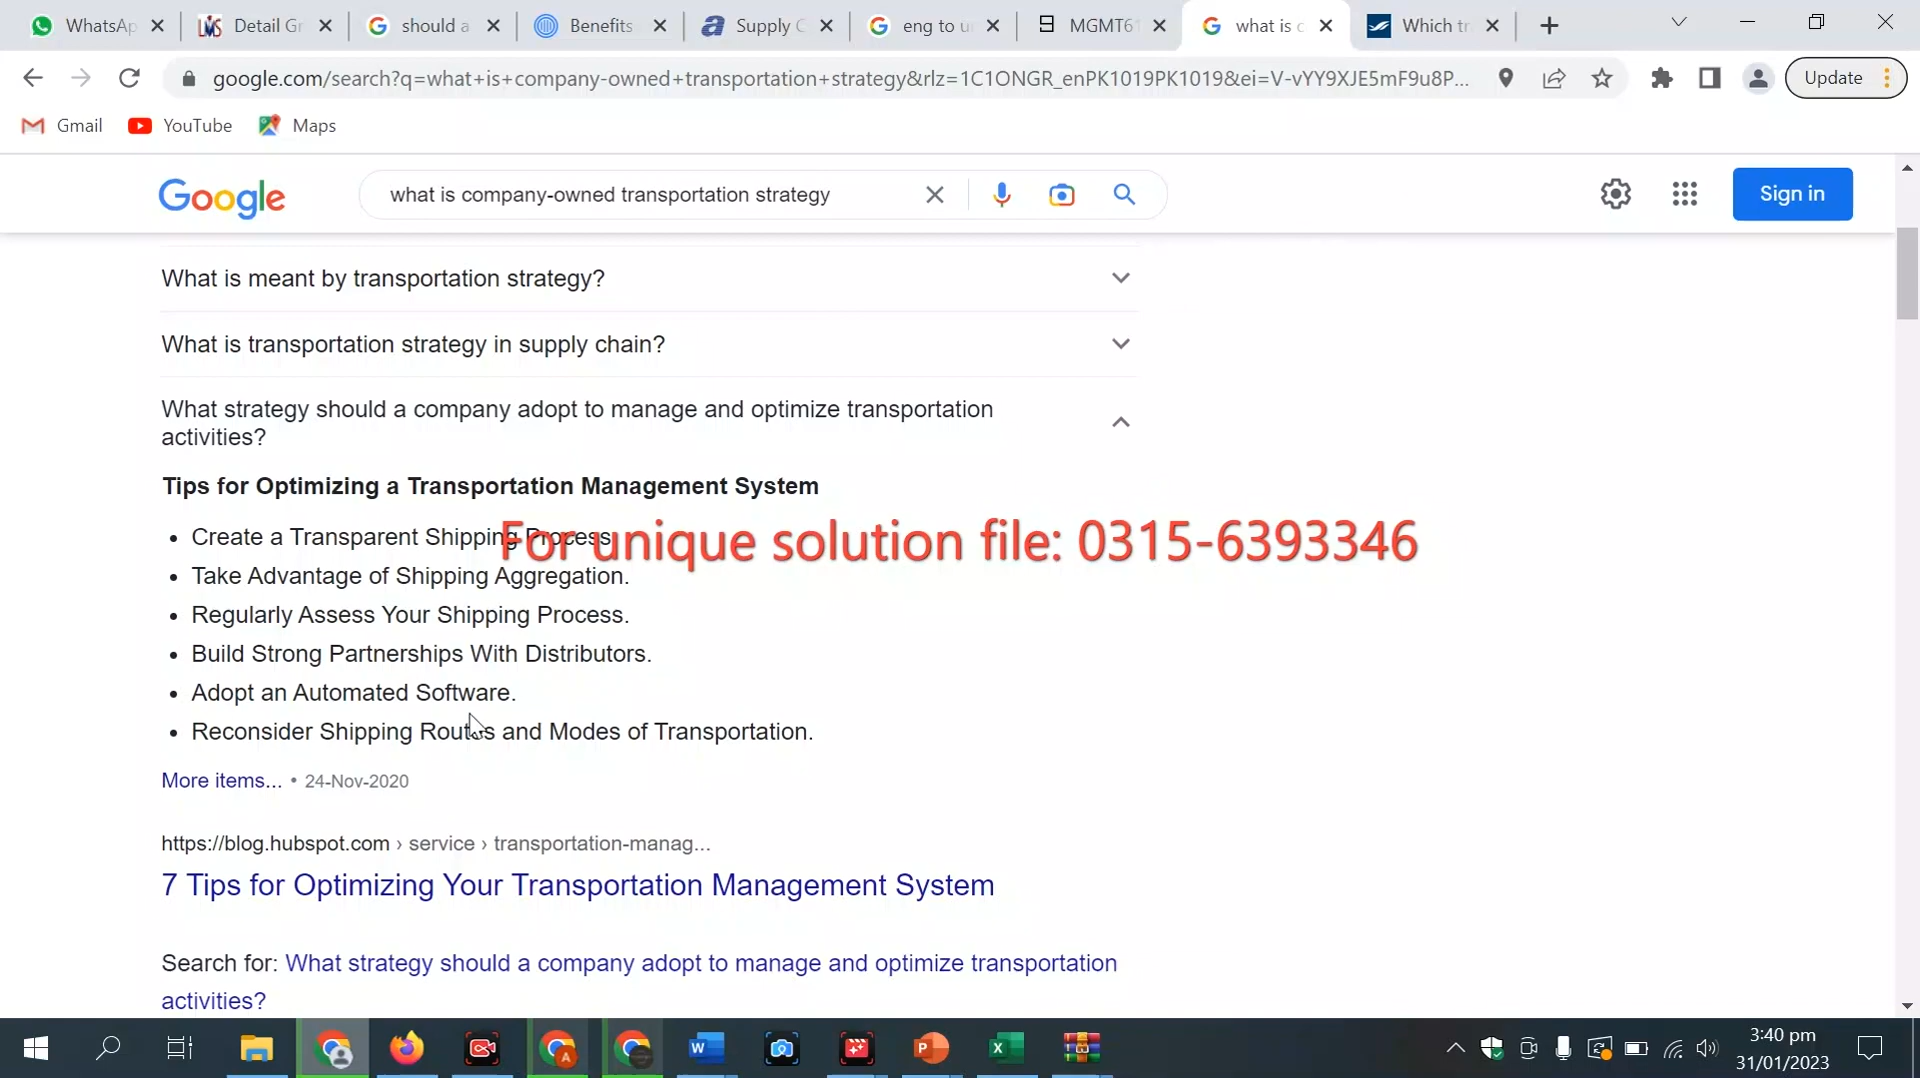 WhatsAp
Detail Gr
should a
Benefits
Supply C
eng to u
MGMT61
what is c
Which tr
google.com/search?q=what+is+company-owned+transportation+strategy&rlz=1C1ONGR_enPK1019PK1019&ei=V-vYY9XJE5mF9u8P...
Update
Gmail
YouTube
Maps
Google
what is company-owned transportation strategy
Sign in
What is meant by transportation strategy?
What is transportation strategy in supply chain?
What strategy should a company adopt to manage and optimize transportation
activities?
Tips for Optimizing a Transportation Management System
Create a Transparent Shipping Process.
For unique solution file: 0315-6393346
Take Advantage of Shipping Aggregation.
Regularly Assess Your Shipping Process.
Build Strong Partnerships With Distributors.
Adopt an Automated Software.
Reconsider Shipping Routes and Modes of Transportation.
More items... • 24-Nov-2020
https://blog.hubspot.com › service › transportation-manag...
7 Tips for Optimizing Your Transportation Management System
Search for: What strategy should a company adopt to manage and optimize transportation
activities?
3:40 pm
31/01/2023